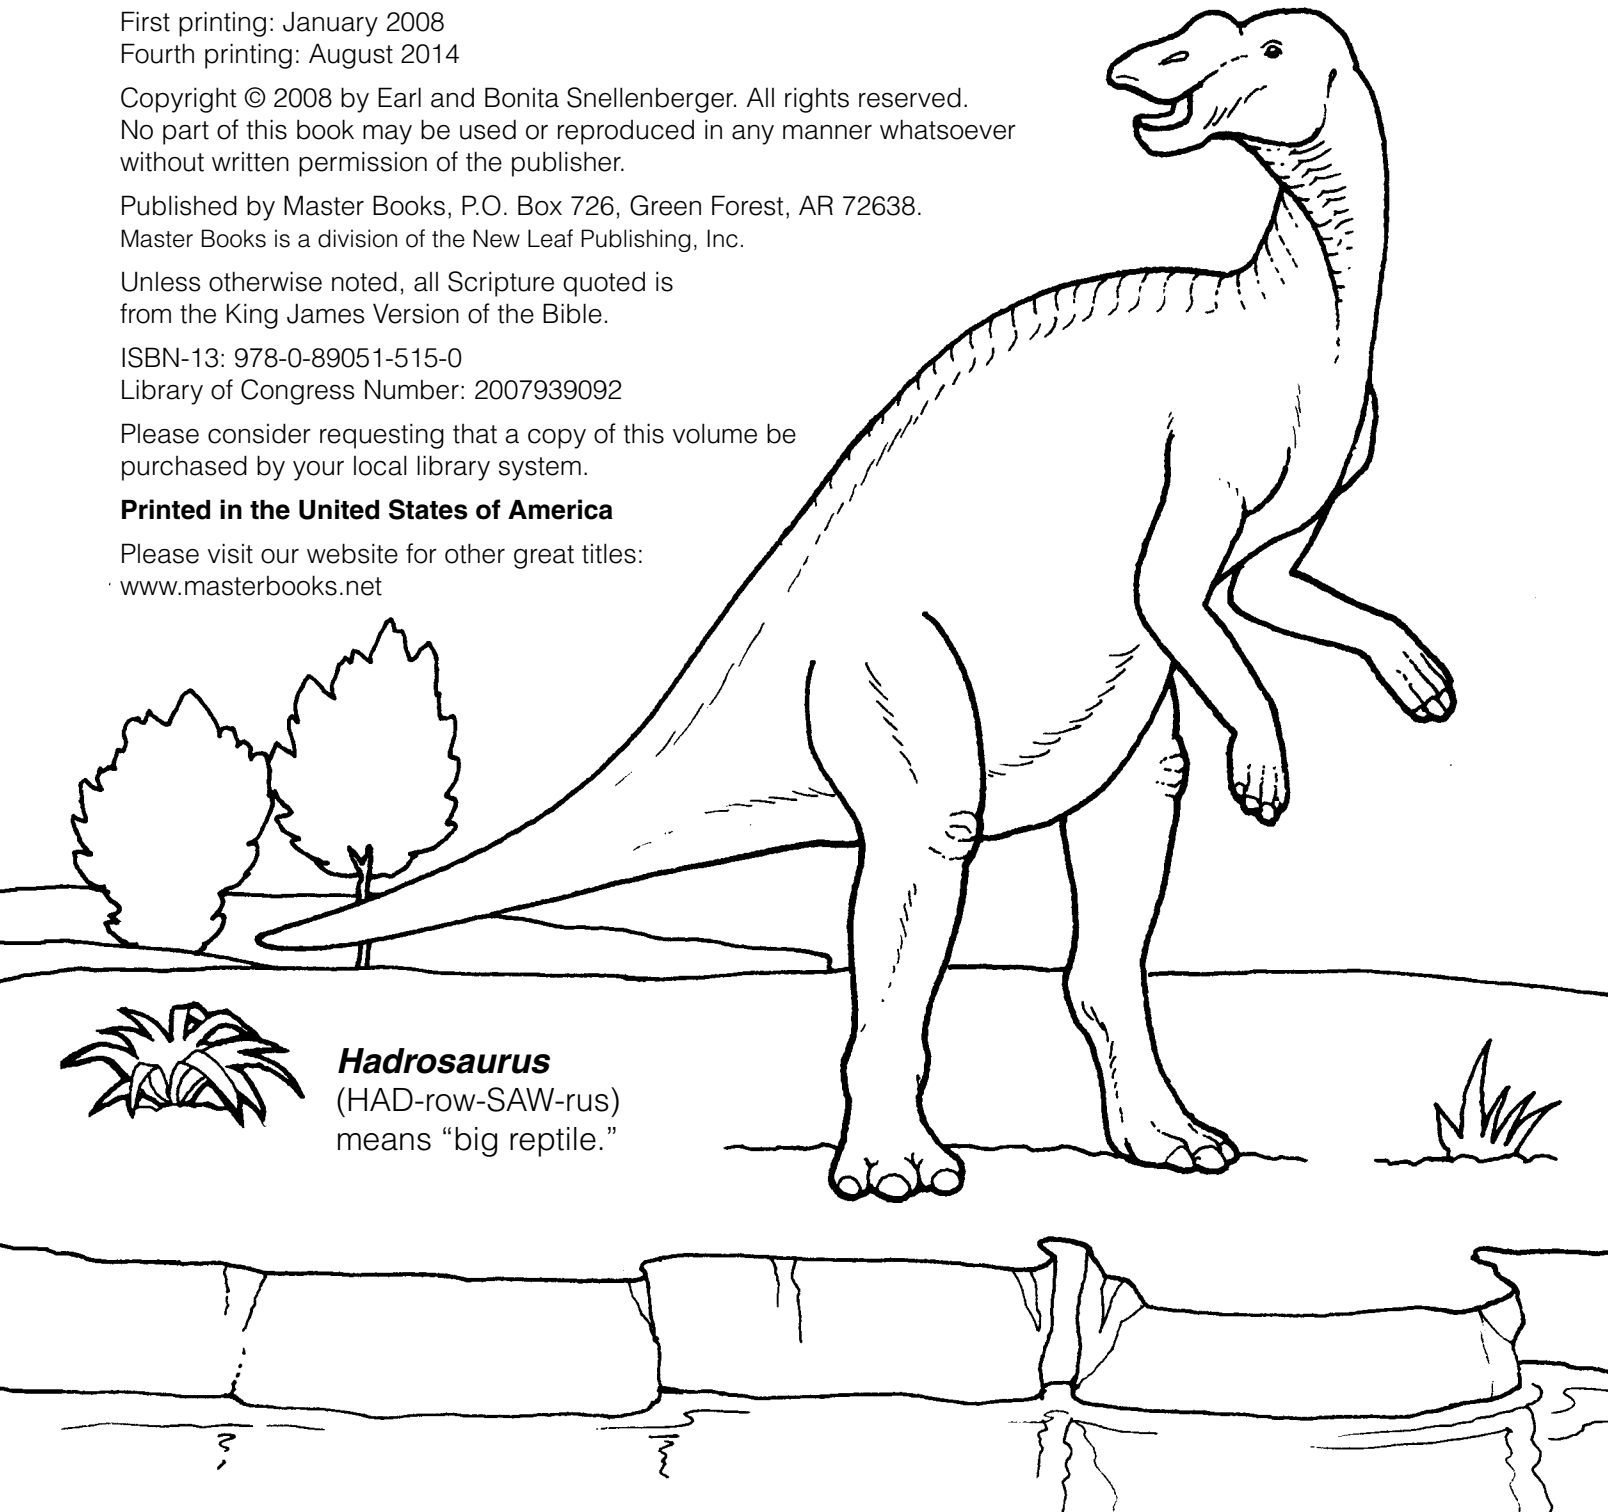 First printing: January 2008
Fourth printing: August 2014
Copyright © 2008 by Earl and Bonita Snellenberger. All rights reserved.
No part of this book may be used or reproduced in any manner whatsoever
without written permission of the publisher.
Published by Master Books, P.O. Box 726, Green Forest, AR 72638.
Master Books is a division of the New Leaf Publishing, Inc.
Unless otherwise noted, all Scripture quoted is
from the King James Version of the Bible.
ISBN-13: 978-0-89051-515-0
Library of Congress Number: 2007939092
Please consider requesting that a copy of this volume be
purchased by your local library system.
Printed in the United States of America
Please visit our website for other great titles:
www.masterbooks.net
Hadrosaurus
(HAD-row-SAW-rus)
means “big reptile.”